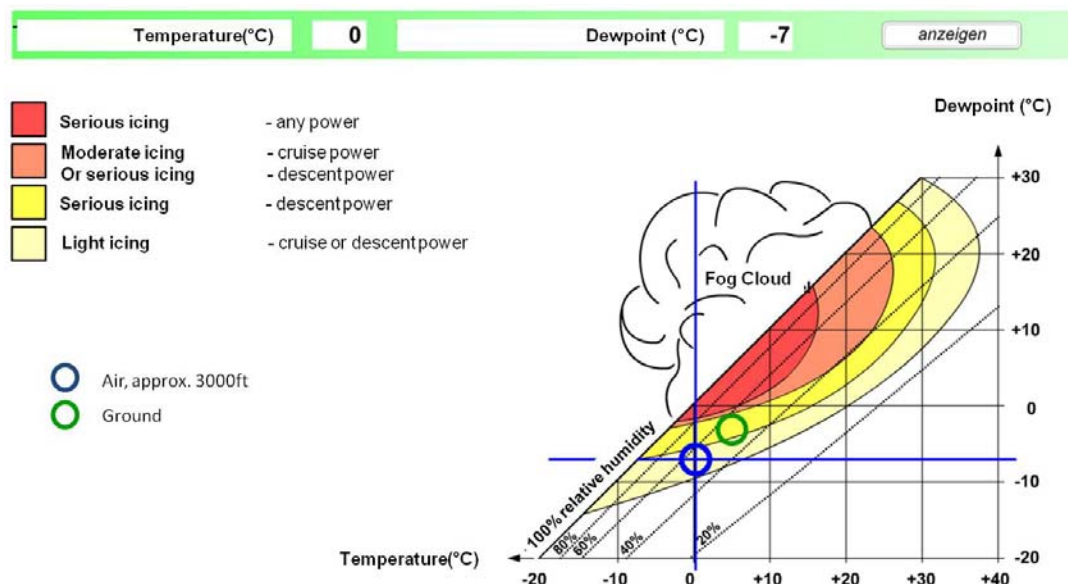 Temperature(°C) 0 Dewpoint (°C) -7 anzeigen
Serious icing - any power
Moderate icing - cruise power
Or serious icing - descent power
Serious icing - descent power
Light icing - cruise or descent power
Air, approx. 3000ft
Ground
Dewpoint (°C)
+30
+20
Fog Cloud
+10
0
-10
-20
100% relative humidity
80%
60%
40%
20%
Temperature(°C)
-20 -10 0 +10 +20 +30 +40